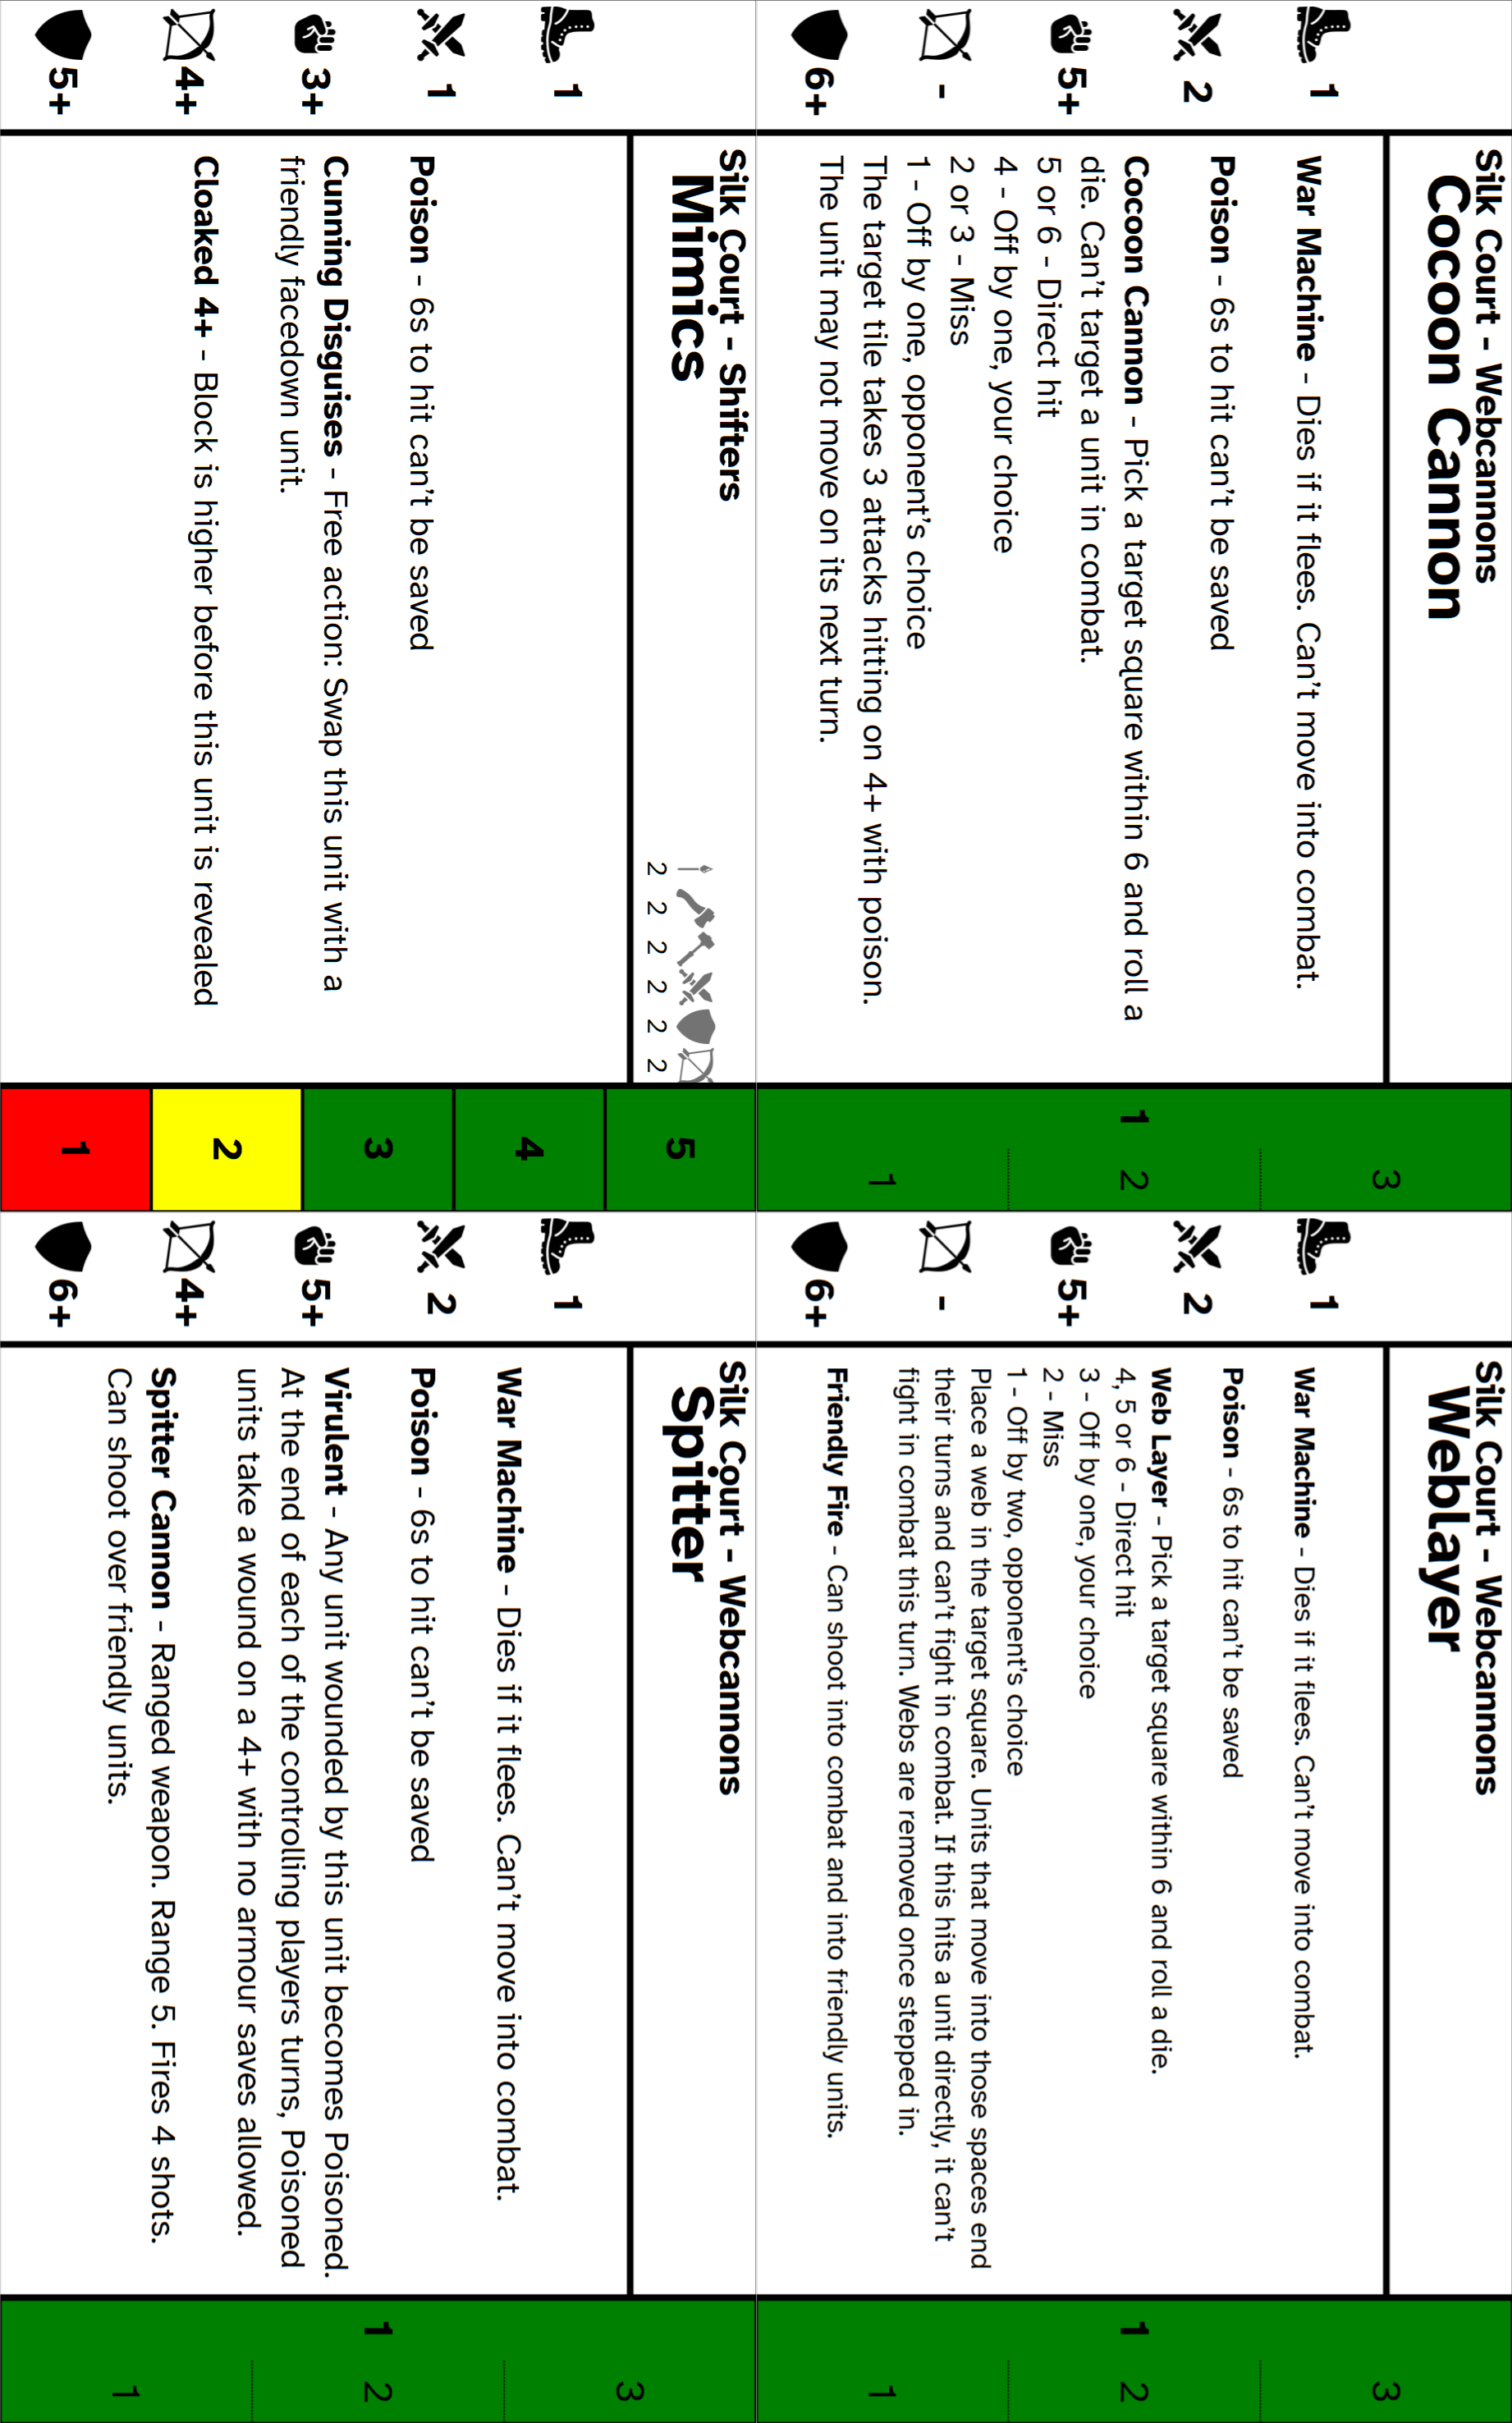 Silk Court - Webcannons
Cocoon Cannon
1
2
5+
-
6+
War Machine - Dies if it flees. Can't move into combat.
Poison - 6s to hit can't be saved
Cocoon Cannon - Pick a target square within 6 and roll a
die. Can't target a unit in combat.
5 or 6 - Direct hit
4 - Off by one, your choice
2 or 3 - Miss
1 - Off by one, opponent's choice
The target tile takes 3 attacks hitting on 4+ with poison.
The unit may not move on its next turn.
1
3
2
1
Silk Court - Webcannons
Weblayer
1
2
5+
-
6+
War Machine - Dies if it flees. Can't move into combat.
Poison - 6s to hit can't be saved
Web Layer - Pick a target square within 6 and roll a die.
4, 5 or 6 - Direct hit
3 - Off by one, your choice
2 - Miss
1 - Off by two, opponent's choice
Place a web in the target square. Units that move into those spaces end
their turns and can't fight in combat. If this hits a unit directly, it can't
fight in combat this turn. Webs are removed once stepped in.
Friendly Fire - Can shoot into combat and into friendly units.
1
3
2
1
Silk Court - Shifters
Mimics
2 2 2 2 2 2
1
1
3+
4+
5+
Poison - 6s to hit can't be saved
Cunning Disguises - Free action: Swap this unit with a
friendly facedown unit.
Cloaked 4+ - Block is higher before this unit is revealed
5
4
3
2
1
Silk Court - Webcannons
Spitter
1
2
5+
4+
6+
War Machine - Dies if it flees. Can't move into combat.
Poison - 6s to hit can't be saved
Virulent - Any unit wounded by this unit becomes Poisoned.
At the end of each of the controlling players turns, Poisoned
units take a wound on a 4+ with no armour saves allowed.
Spitter Cannon - Ranged weapon. Range 5. Fires 4 shots.
Can shoot over friendly units.
1
3
2
1